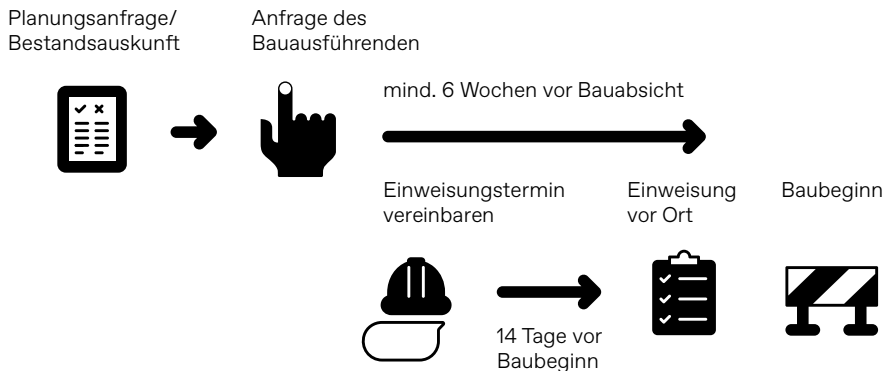 Planungsanfrage/
Bestandsauskunft
Anfrage des
Bauausführenden
mind. 6 Wochen vor Bauabsicht
Einweisungstermin
vereinbaren
Einweisung
vor Ort
Baubeginn
14 Tage vor
Baubeginn